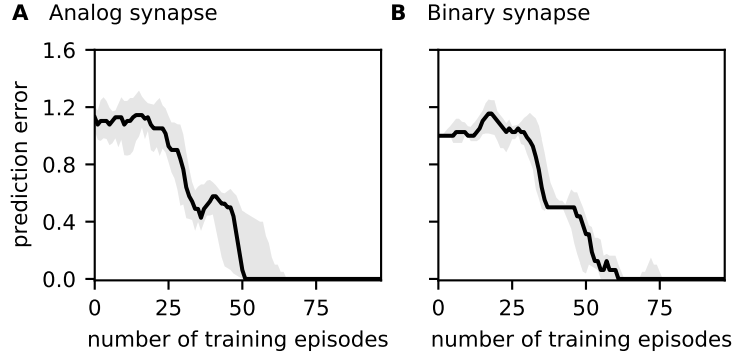 A Analog synapse
B Binary synapse
prediction error
1.6
1.2
0.8
0.4
0.0
0 25 50 75
0 25 50 75
number of training episodes
number of training episodes